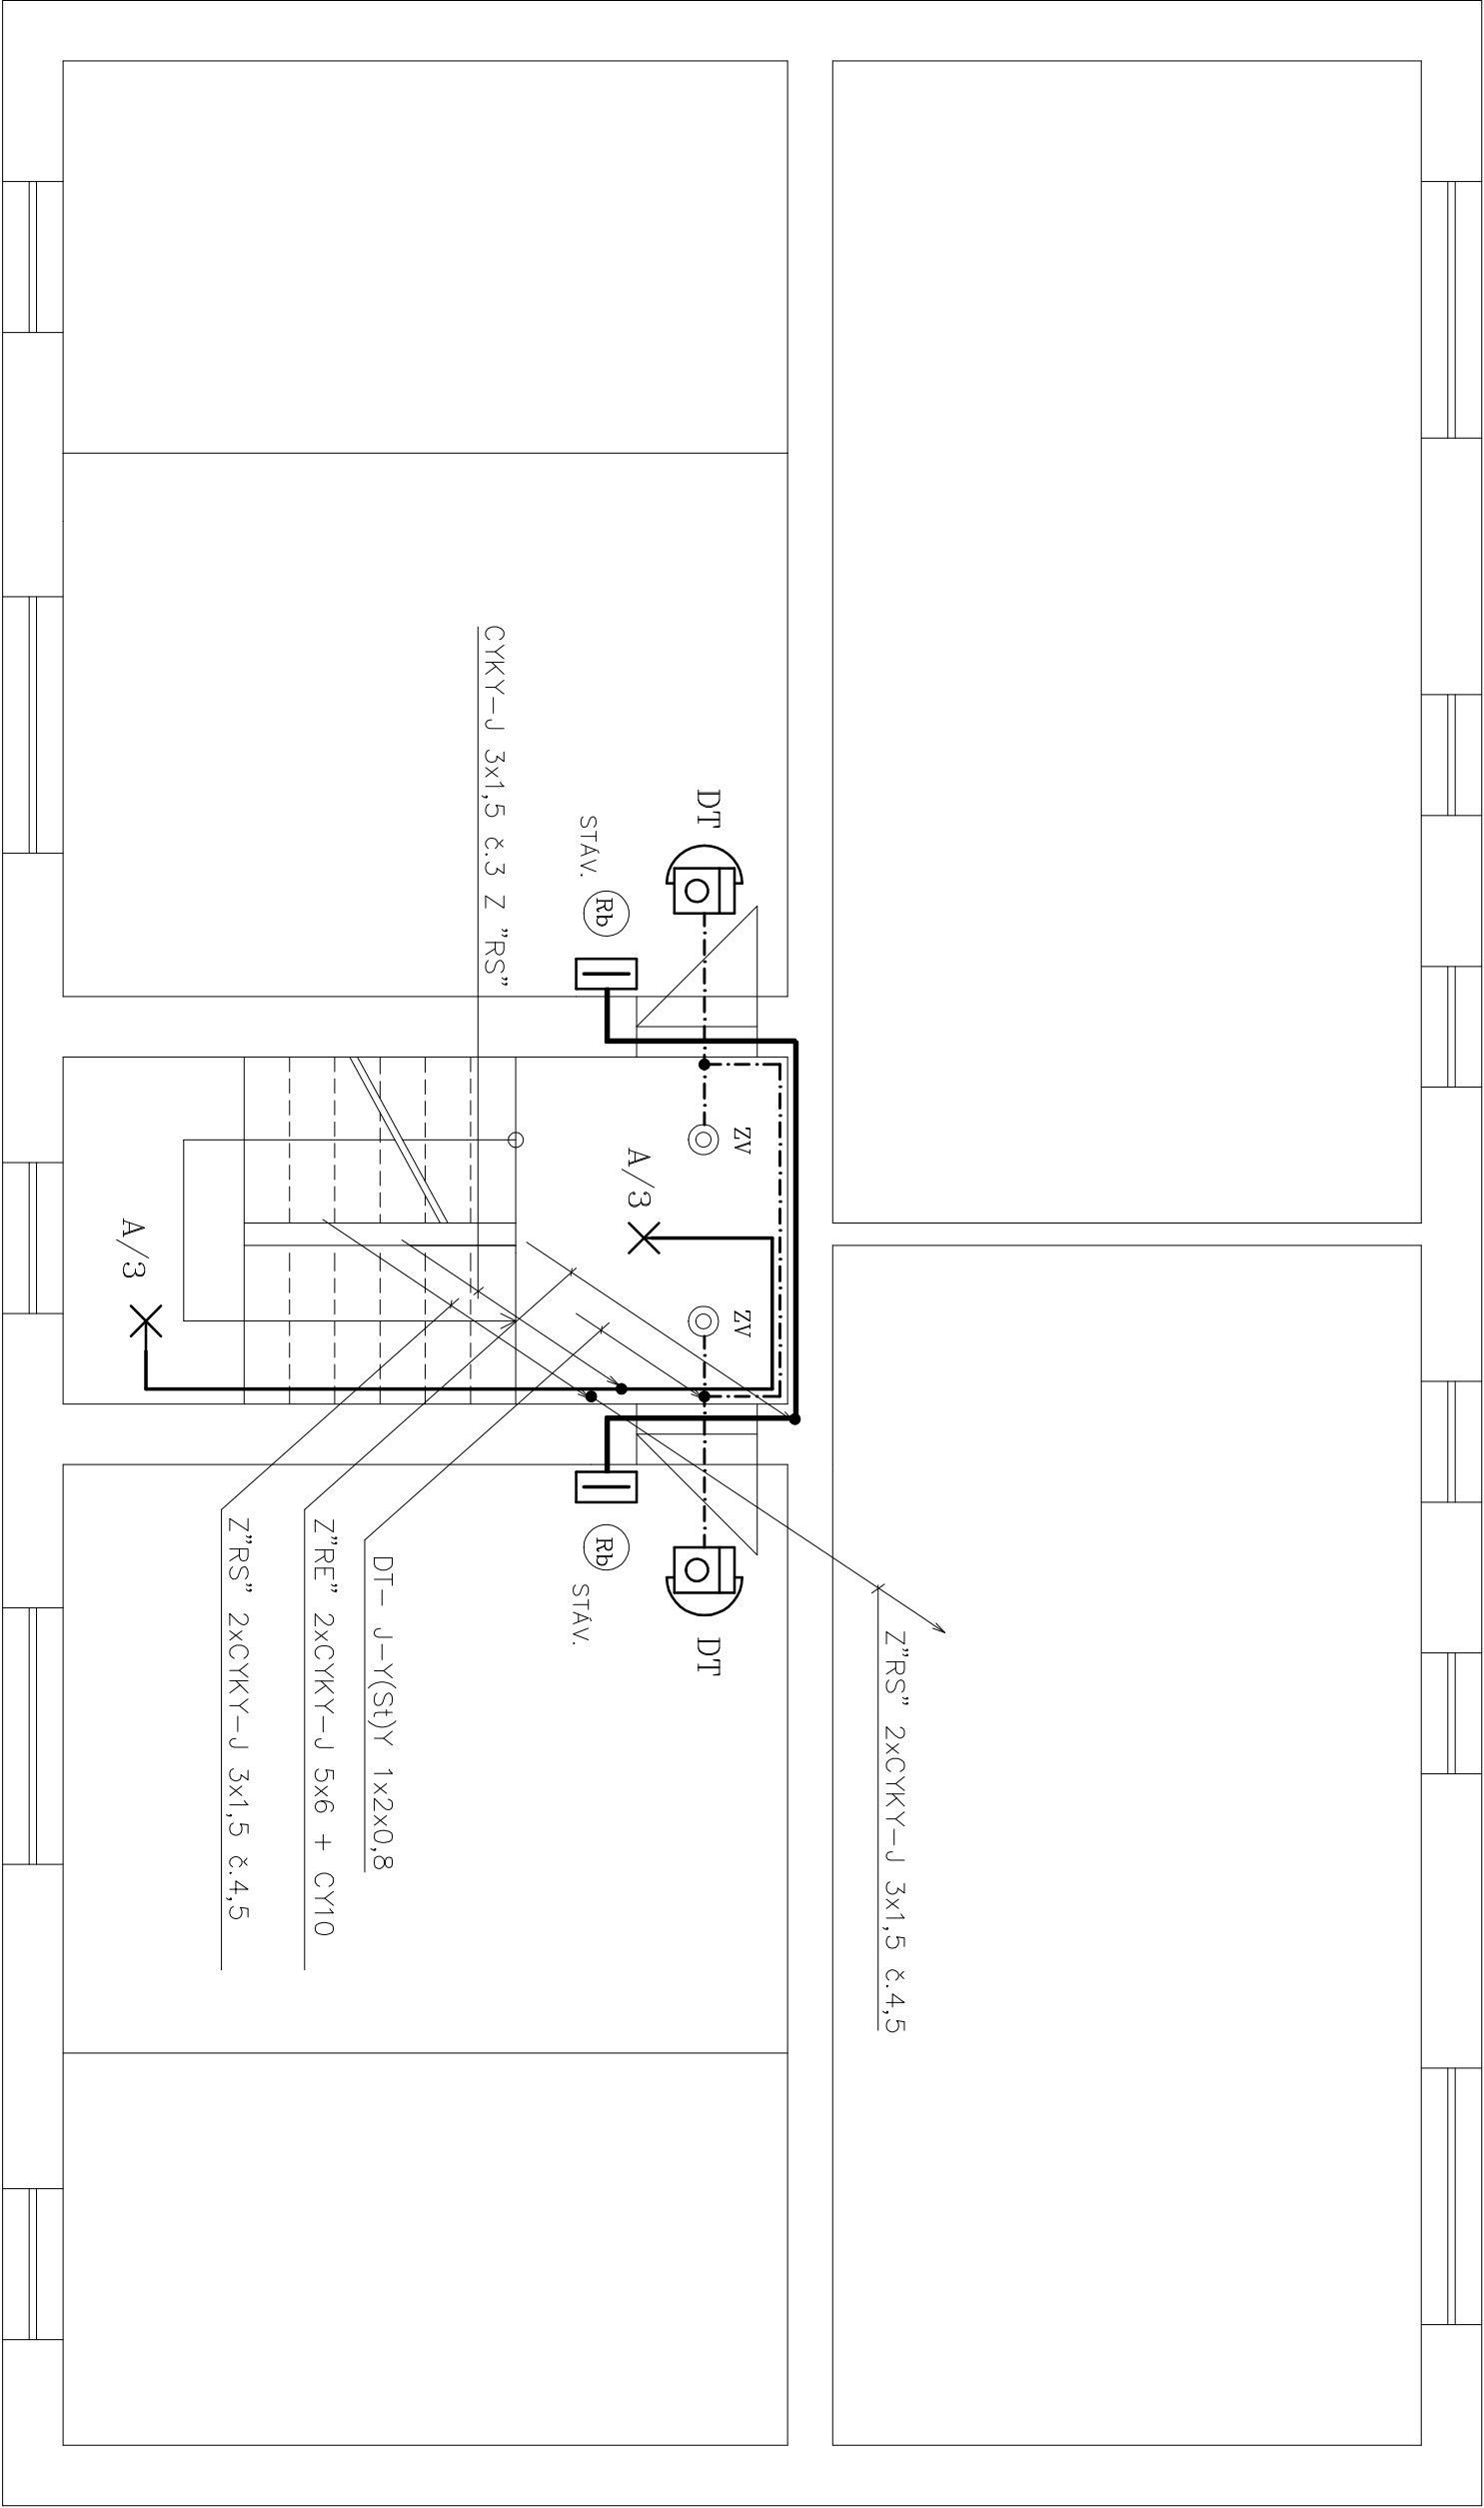 Z”RS” 2xCYKY-J 3x1,5 č.4,5
ZV
ZV
DT
DT
A/3
Rb
Rb
STÁV.
STÁV.
CYKY-J 3x1,5 č.3 Z ”RS”
DT- J-Y(St)Y 1x2x0,8
Z”RE” 2xCYKY-J 5x6 + CY10
Z”RS” 2xCYKY-J 3x1,5 č.4,5
A/3